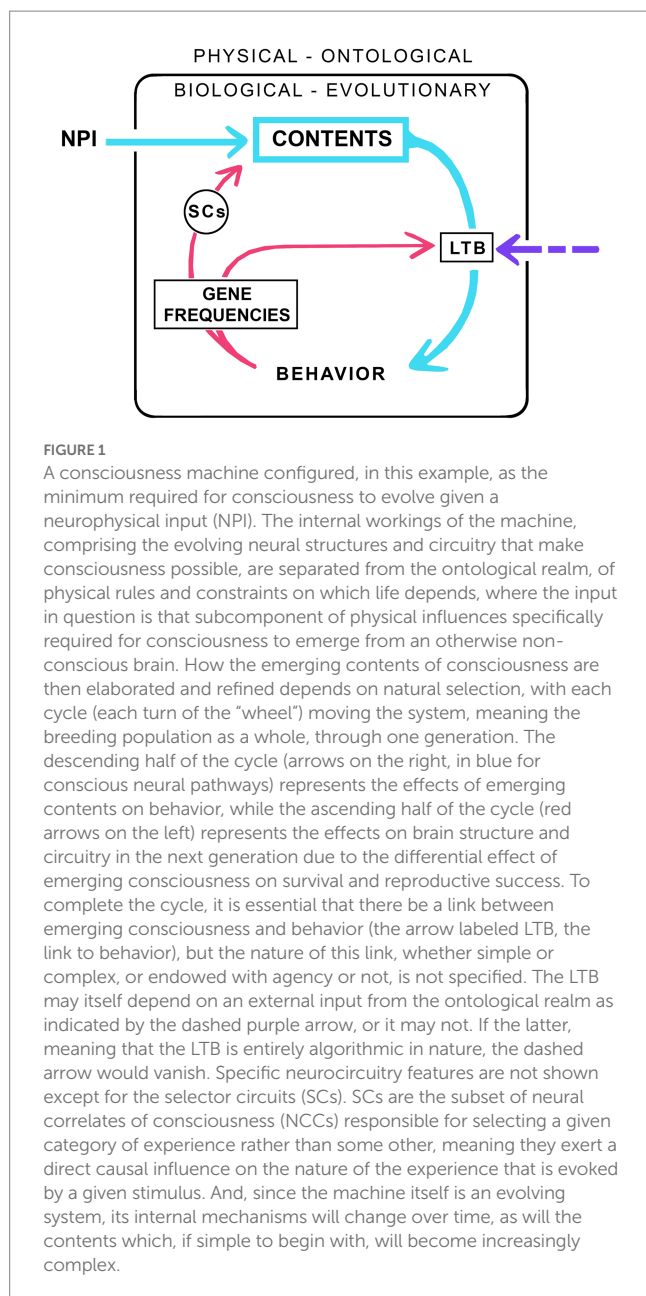 PHYSICAL - ONTOLOGICAL
BIOLOGICAL - EVOLUTIONARY
NPI
CONTENTS
SCs
LTB
GENE
FREQUENCIES
BEHAVIOR
FIGURE 1
A consciousness machine configured, in this example, as the
minimum required for consciousness to evolve given a
neurophysical input (NPI). The internal workings of the machine,
comprising the evolving neural structures and circuitry that make
consciousness possible, are separated from the ontological realm, of
physical rules and constraints on which life depends, where the input
in question is that subcomponent of physical influences specifically
required for consciousness to emerge from an otherwise non-
conscious brain. How the emerging contents of consciousness are
then elaborated and refined depends on natural selection, with each
cycle (each turn of the “wheel”) moving the system, meaning the
breeding population as a whole, through one generation. The
descending half of the cycle (arrows on the right, in blue for
conscious neural pathways) represents the effects of emerging
contents on behavior, while the ascending half of the cycle (red
arrows on the left) represents the effects on brain structure and
circuitry in the next generation due to the differential effect of
emerging consciousness on survival and reproductive success. To
complete the cycle, it is essential that there be a link between
emerging consciousness and behavior (the arrow labeled LTB, the
link to behavior), but the nature of this link, whether simple or
complex, or endowed with agency or not, is not specified. The LTB
may itself depend on an external input from the ontological realm as
indicated by the dashed purple arrow, or it may not. If the latter,
meaning that the LTB is entirely algorithmic in nature, the dashed
arrow would vanish. Specific neurocircuitry features are not shown
except for the selector circuits (SCs). SCs are the subset of neural
correlates of consciousness (NCCs) responsible for selecting a given
category of experience rather than some other, meaning they exert a
direct causal influence on the nature of the experience that is evoked
by a given stimulus. And, since the machine itself is an evolving
system, its internal mechanisms will change over time, as will the
contents which, if simple to begin with, will become increasingly
complex.